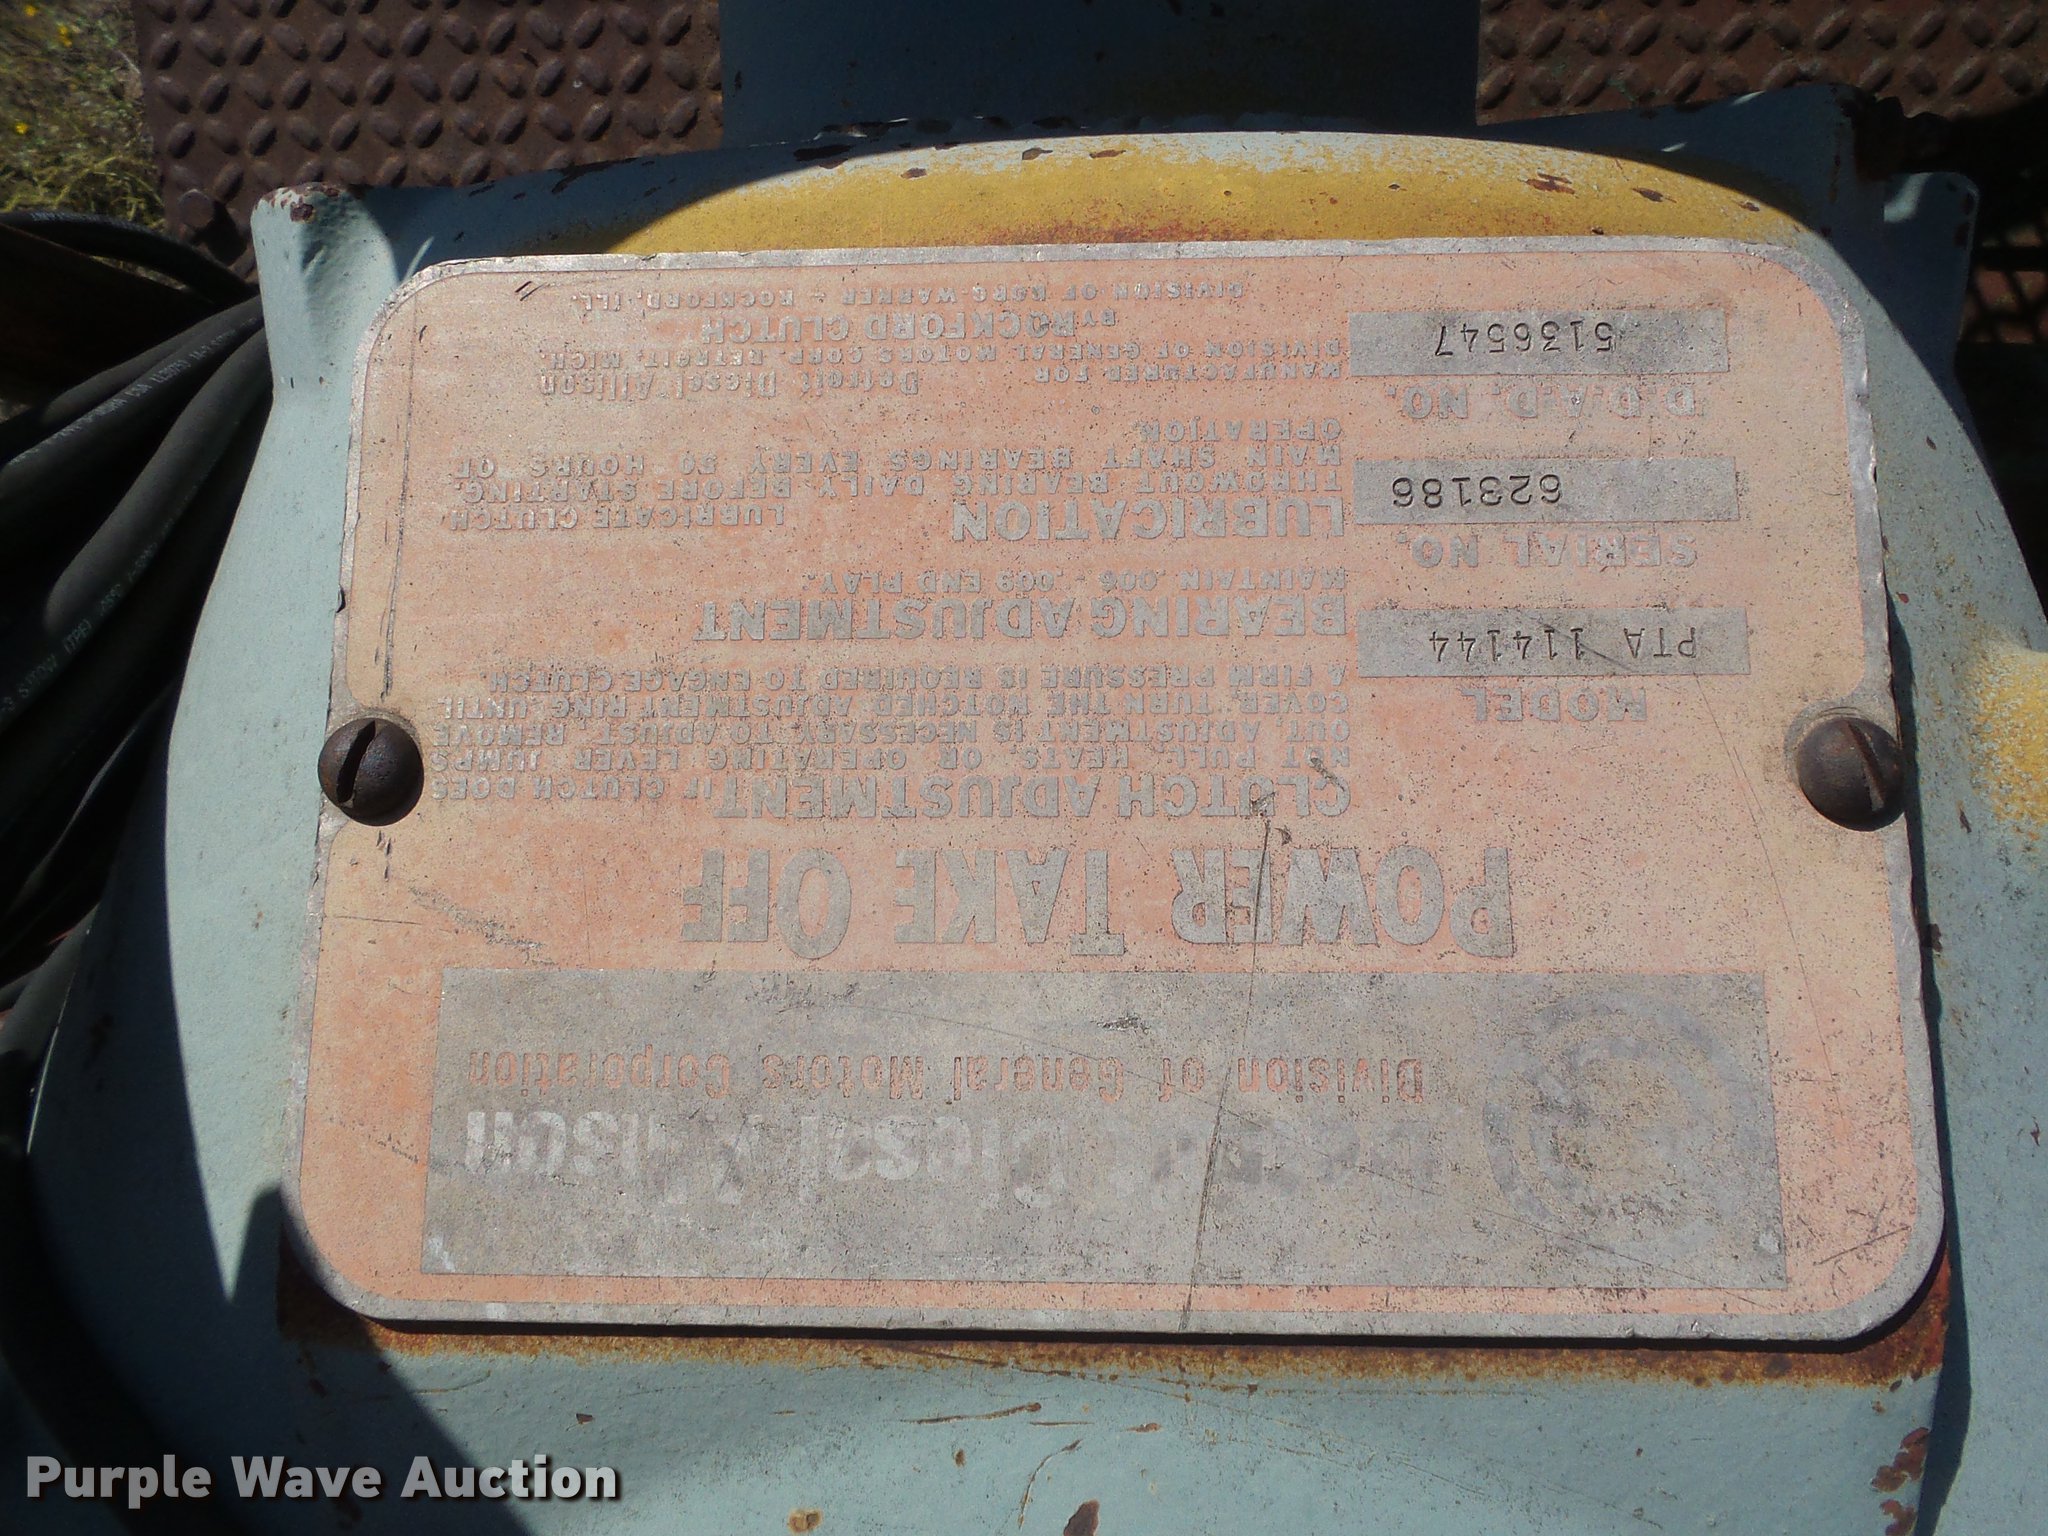 Detroit Diesel Allison
Division of General Motors Corporation
POWER TAKE OFF
MODEL
PTA 114144
SERIAL NO.
623186
D.D.A.D. NO.
5136547
CLUTCH ADJUSTMENT IF CLUTCH DOES
NOT PULL, HEATS, OR OPERATING LEVER JUMPS
OUT, ADJUSTMENT IS NECESSARY. TO ADJUST, REMOVE
COVER, TURN THE NOTCHED ADJUSTMENT RING UNTIL
A FIRM PRESSURE IS REQUIRED TO ENGAGE CLUTCH.
BEARING ADJUSTMENT
MAINTAIN .006 - .009 END PLAY.
LUBRICATION LUBRICATE CLUTCH
THROWOUT BEARING DAILY BEFORE STARTING.
MAIN SHAFT BEARINGS EVERY 50 HOURS OF
OPERATION.
MANUFACTURED FOR Detroit Diesel Allison
DIVISION OF GENERAL MOTORS CORP. DETROIT, MICH.
BY ROCKFORD CLUTCH
DIVISION OF BORG-WARNER - ROCKFORD, ILL.
Purple Wave Auction